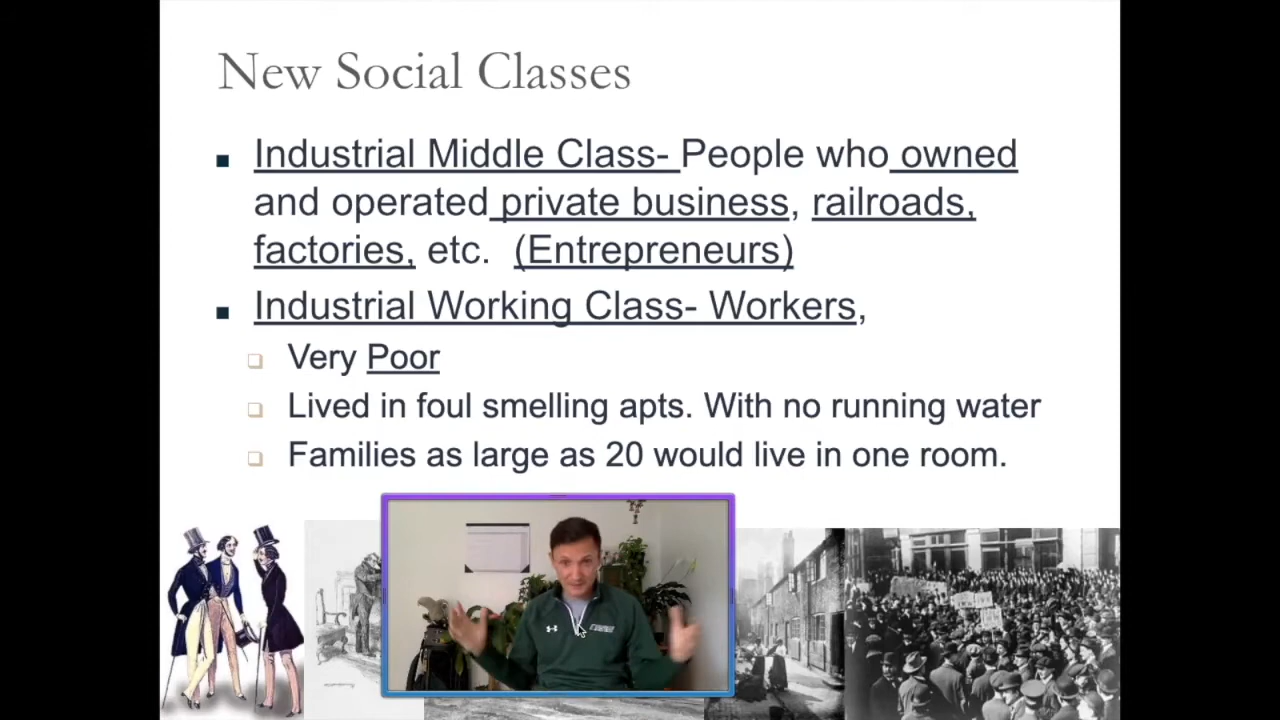 New Social Classes
■ Industrial Middle Class- People who owned
and operated private business, railroads,
factories, etc. (Entrepreneurs)
■ Industrial Working Class- Workers,
❑ Very Poor
❑ Lived in foul smelling apts. With no running water
❑ Families as large as 20 would live in one room.